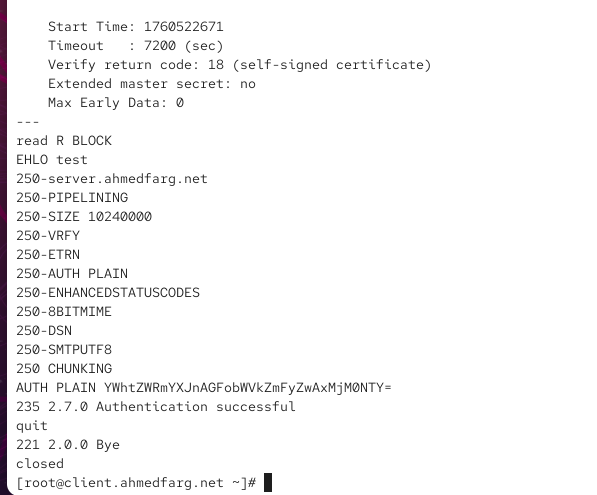 Start Time: 1760522671
Timeout   : 7200 (sec)
Verify return code: 18 (self-signed certificate)
Extended master secret: no
Max Early Data: 0
---
read R BLOCK
EHLO test
250-server.ahmedfarg.net
250-PIPELINING
250-SIZE 10240000
250-VRFY
250-ETRN
250-AUTH PLAIN
250-ENHANCEDSTATUSCODES
250-8BITMIME
250-DSN
250-SMTPUTF8
250 CHUNKING
AUTH PLAIN YWhtZWRmYXJnAGFobWVkZmFyZwAxMjM0NTY=
235 2.7.0 Authentication successful
quit
221 2.0.0 Bye
closed
[root@client.ahmedfarg.net ~]#